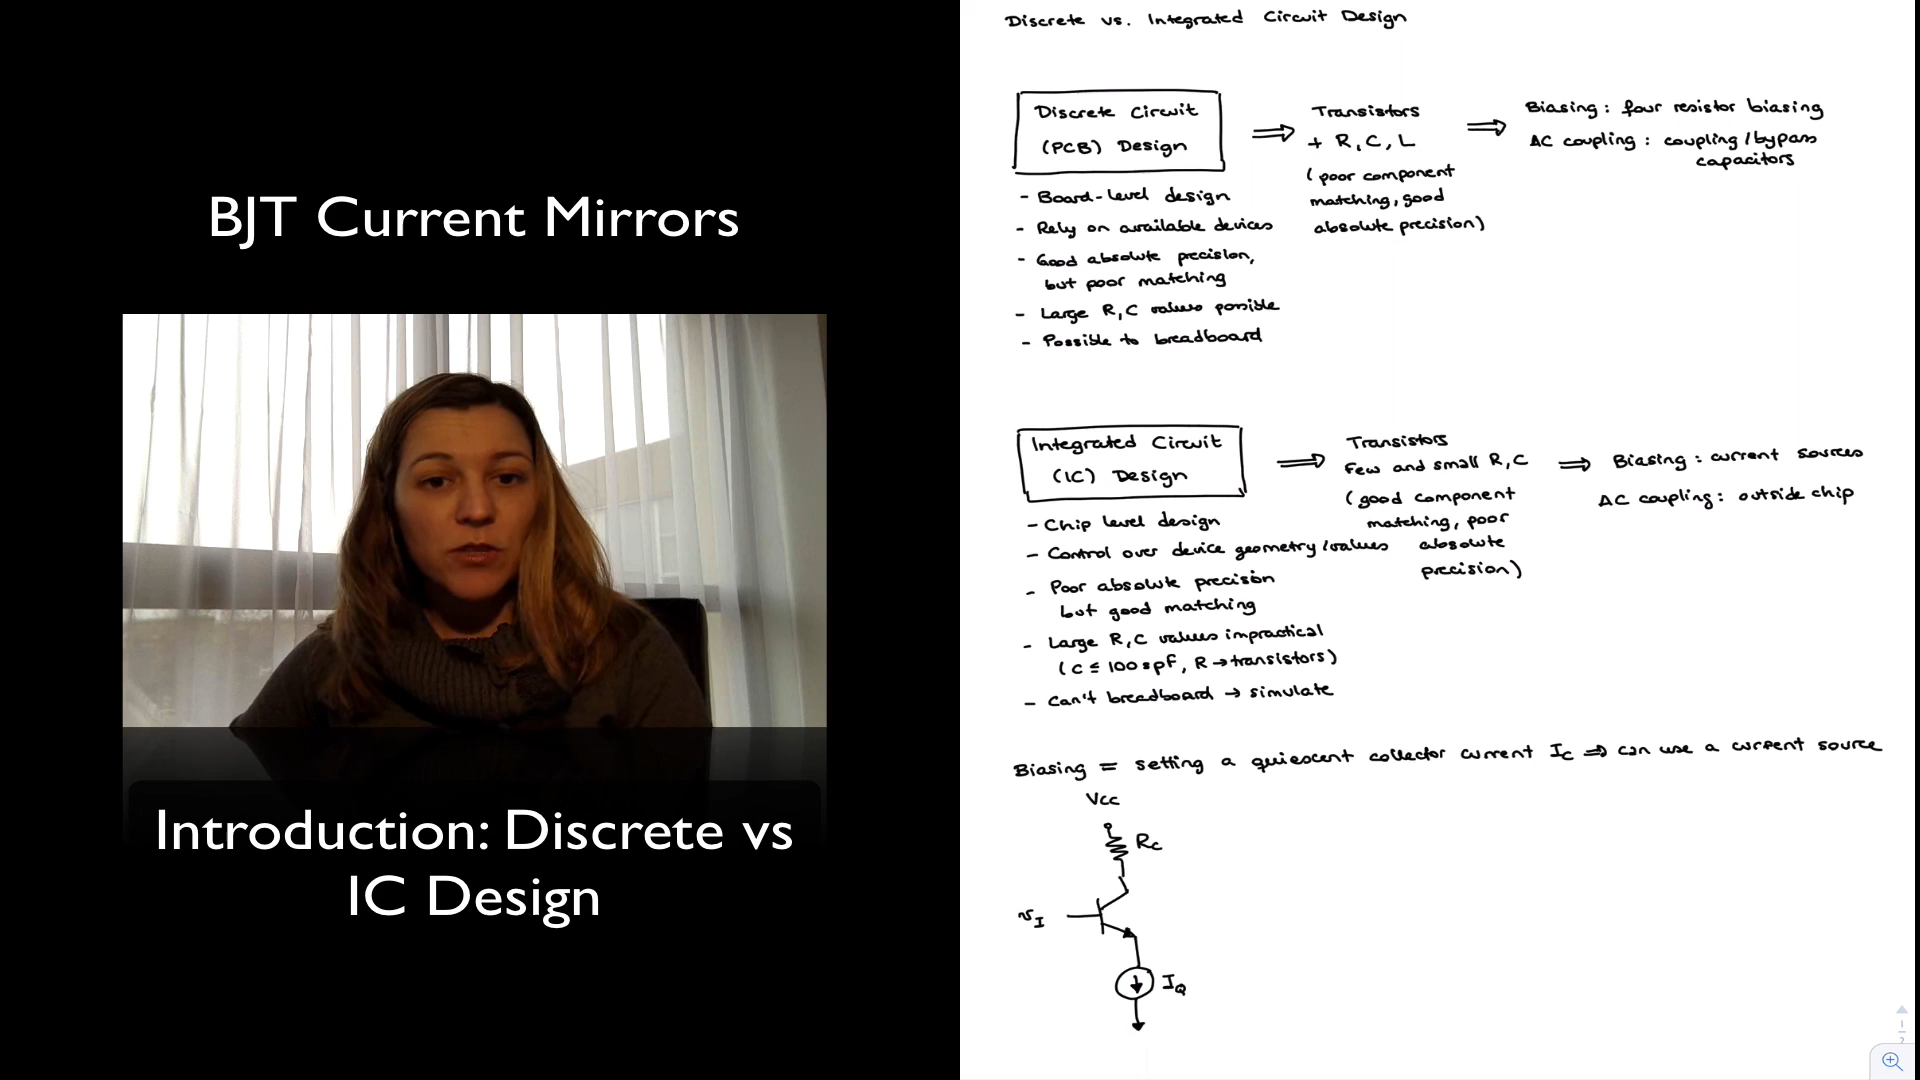 BJT Current Mirrors
Introduction: Discrete vs
IC Design
Discrete vs. Integrated Circuit Design
Discrete Circuit
(PCB) Design
- Board-level design
- Rely on available devices
- Good absolute precision,
but poor matching
- Large R,C values possible
- Possible to breadboard
Transistors
+ R, C, L
(poor component
matching, good
absolute precision)
Biasing: four resistor biasing
AC coupling: coupling/bypass
capacitors
Integrated Circuit
(IC) Design
- Chip level design
- Control over device geometry/values
- Poor absolute precision
but good matching
- Large R,C values impractical
(C ≤ 100s pF, R → transistors)
- Can't breadboard → simulate
Transistors
Few and small R, C
(good component
matching, poor
absolute
precision)
Biasing: current sources
AC coupling: outside chip
Biasing = setting a quiescent collector current Ic ⇒ can use a current source
Vcc
Rc
vI
IQ
1
2